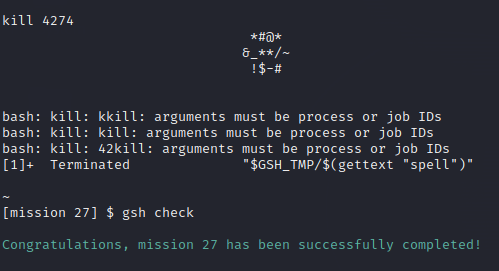 kill 4274
*#@*
&_**/~
!$-#
bash: kill: kkill: arguments must be process or job IDs
bash: kill: kill: arguments must be process or job IDs
bash: kill: 42kill: arguments must be process or job IDs
[1]+  Terminated              "$GSH_TMP/$(gettext "spell")"
~
[mission 27] $ gsh check
Congratulations, mission 27 has been successfully completed!